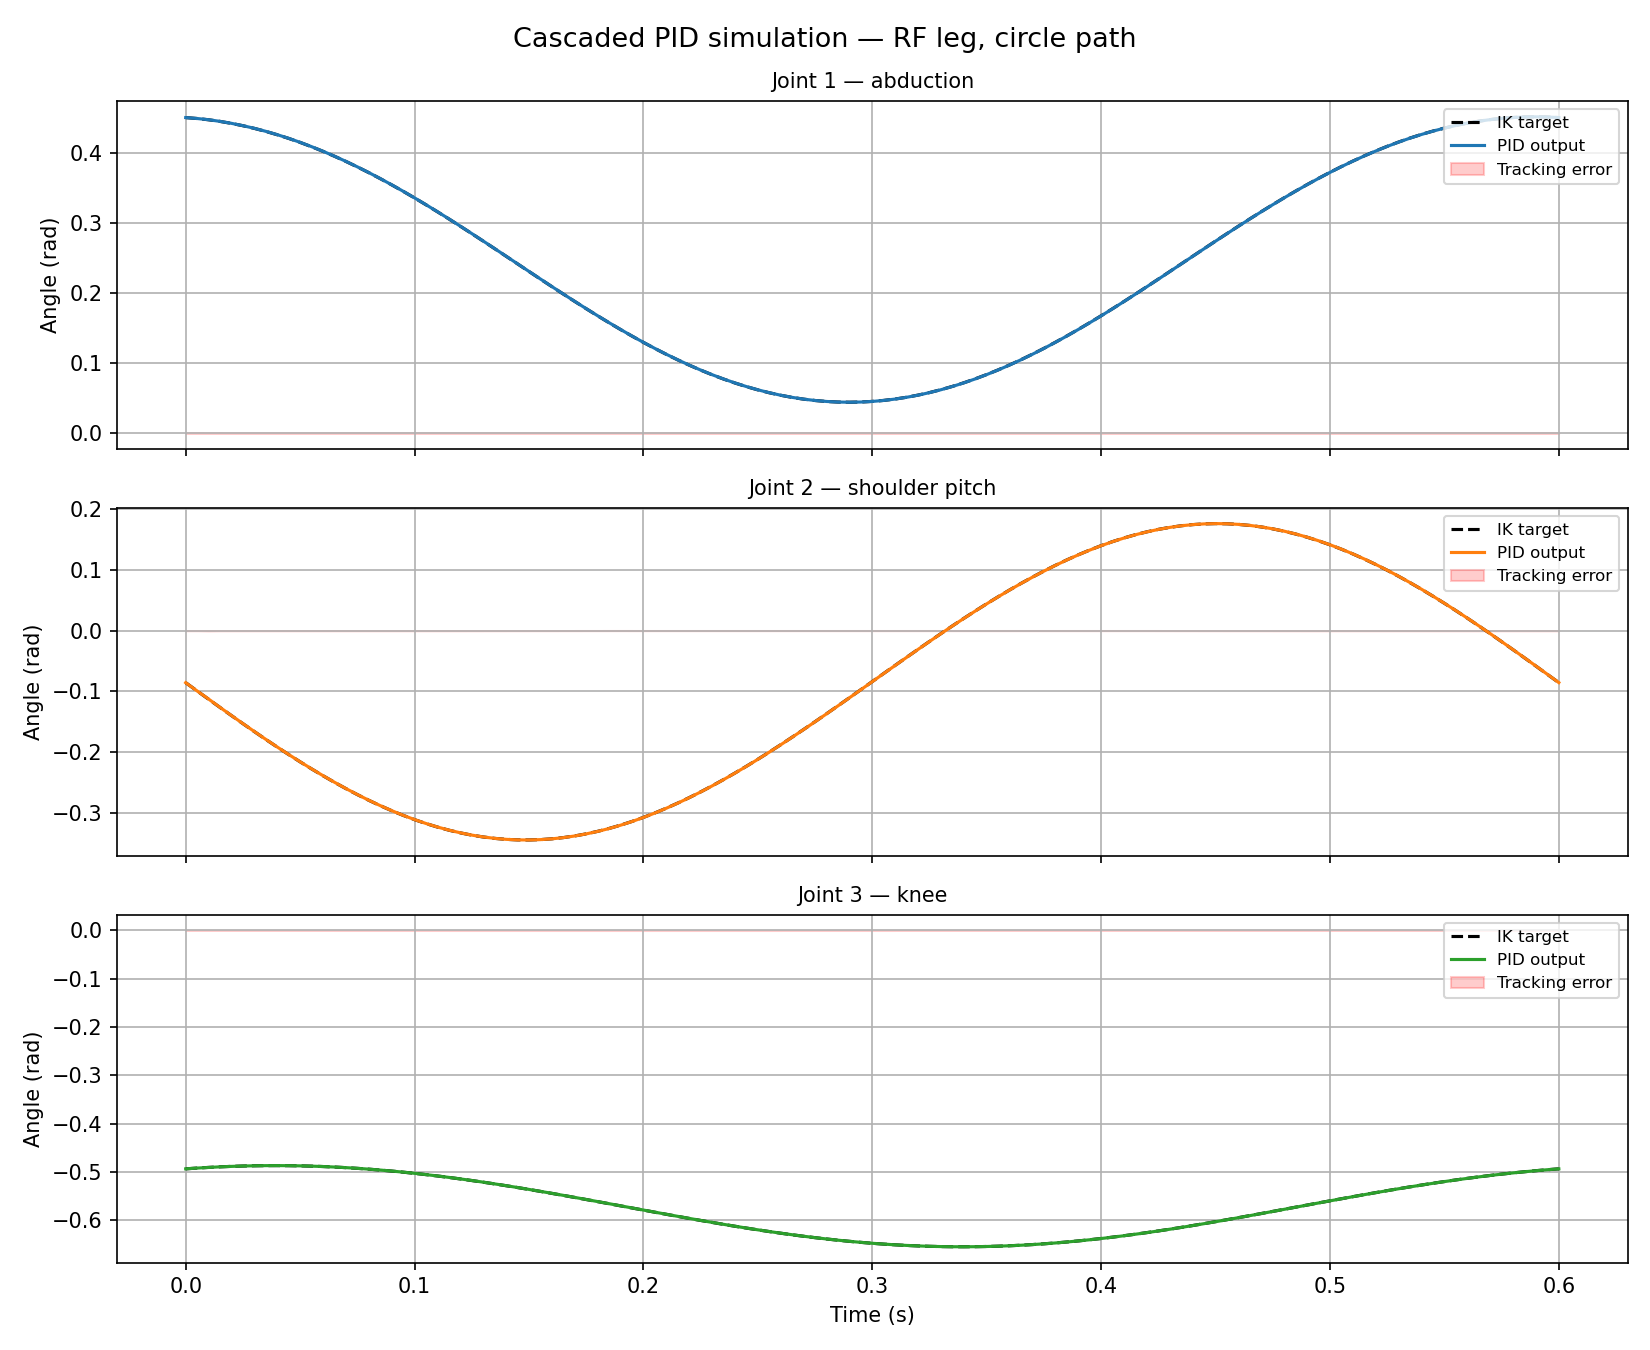 Cascaded PID simulation — RF leg, circle path
Joint 1 — abduction
Angle (rad)
0.4
0.3
0.2
0.1
0.0
IK target
PID output
Tracking error
Joint 2 — shoulder pitch
Angle (rad)
0.2
0.1
0.0
−0.1
−0.2
−0.3
IK target
PID output
Tracking error
Joint 3 — knee
Angle (rad)
0.0
−0.1
−0.2
−0.3
−0.4
−0.5
−0.6
IK target
PID output
Tracking error
0.0 0.1 0.2 0.3 0.4 0.5 0.6
Time (s)